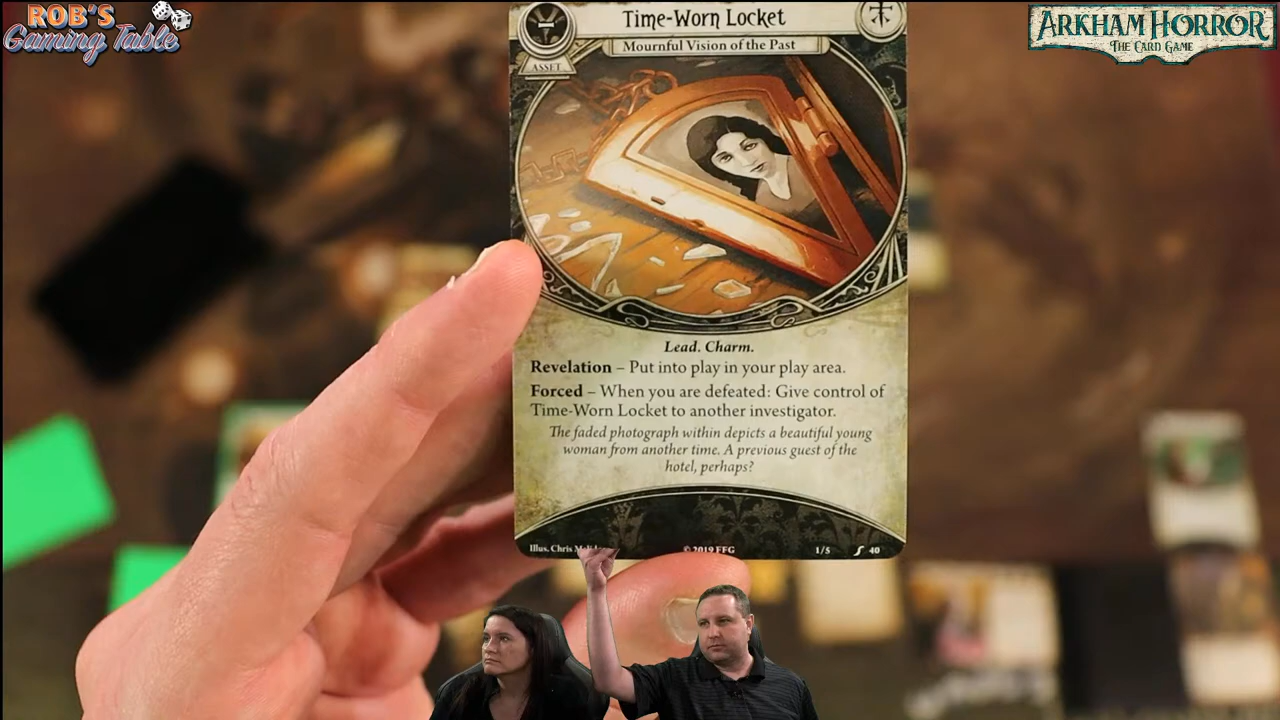 ROB'S
Gaming Table
ARKHAM HORROR
THE CARD GAME
Time-Worn Locket
Mournful Vision of the Past
ASSET
Lead. Charm.
Revelation – Put into play in your play area.
Forced – When you are defeated: Give control of
Time-Worn Locket to another investigator.
The faded photograph within depicts a beautiful young
woman from another time. A previous guest of the
hotel, perhaps?
Illus. Chris
© 2019 FFG
1/5
40